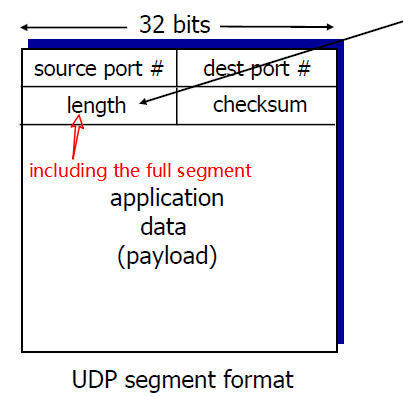 32 bits
source port # dest port #
length checksum
including the full segment
application
data
(payload)
UDP segment format